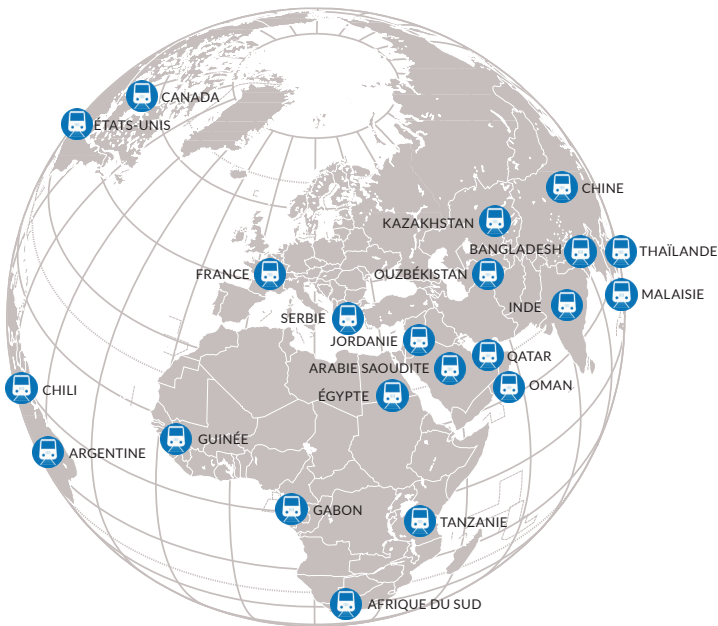 CANADA
ÉTATS-UNIS
CHINE
KAZAKHSTAN
BANGLADESH
THAÏLANDE
FRANCE
OUZBÉKISTAN
MALAISIE
INDE
SERBIE
JORDANIE
QATAR
ARABIE SAOUDITE
OMAN
CHILI
ÉGYPTE
GUINÉE
ARGENTINE
GABON
TANZANIE
AFRIQUE DU SUD